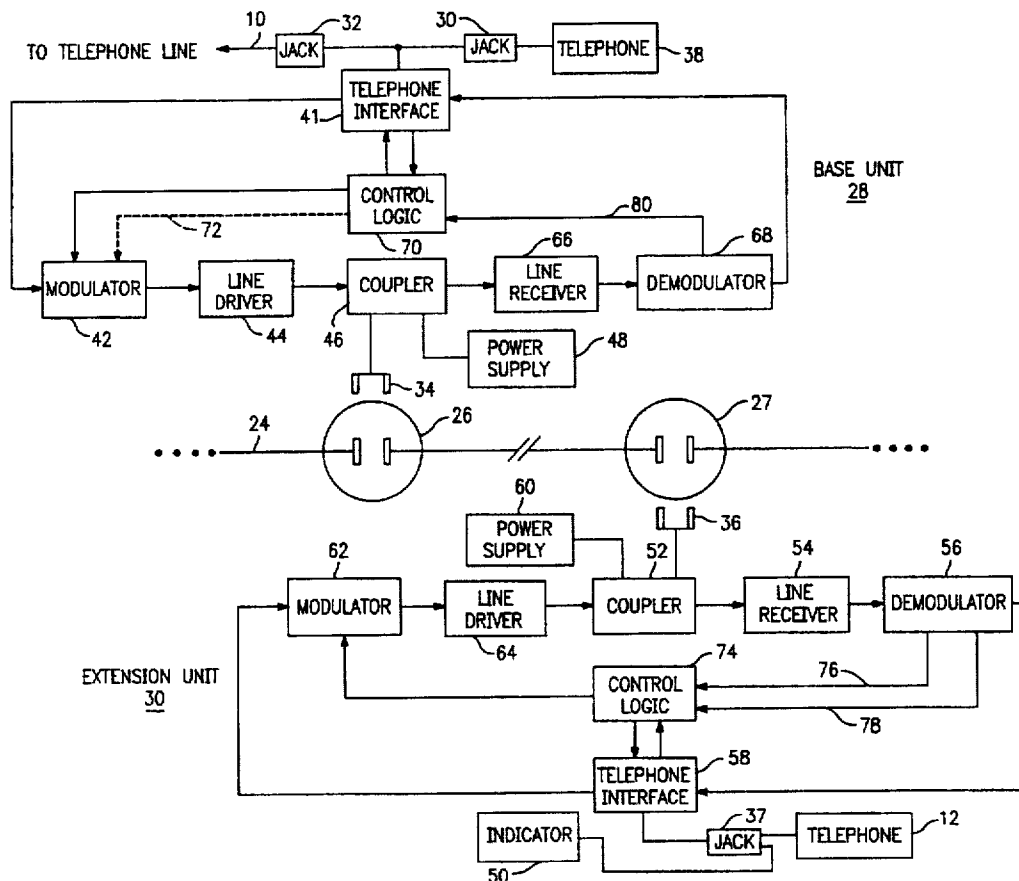 10
32
30
TO TELEPHONE LINE
JACK
JACK
TELEPHONE
38
TELEPHONE
INTERFACE
41
BASE UNIT
28
CONTROL
LOGIC
70
72
80
66
68
MODULATOR
42
LINE
DRIVER
44
COUPLER
46
LINE
RECEIVER
DEMODULATOR
POWER
SUPPLY
48
34
24
26
27
36
60
POWER
SUPPLY
62
52
54
56
MODULATOR
LINE
DRIVER
64
COUPLER
LINE
RECEIVER
DEMODULATOR
EXTENSION UNIT
30
74
CONTROL
LOGIC
76
78
58
TELEPHONE
INTERFACE
37
JACK
TELEPHONE
12
INDICATOR
50